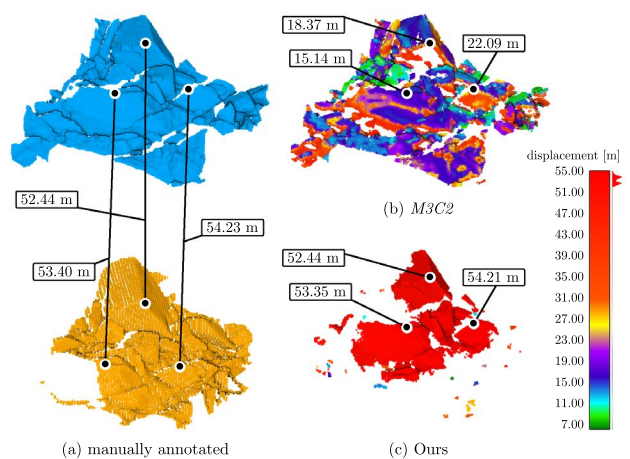 18.37 m
15.14 m
22.09 m
52.44 m
54.23 m
53.40 m
(a) manually annotated
(b) M3C2
52.44 m
53.35 m
54.21 m
(c) Ours
displacement [m]
55.00
51.00
47.00
43.00
39.00
35.00
31.00
27.00
23.00
19.00
15.00
11.00
7.00